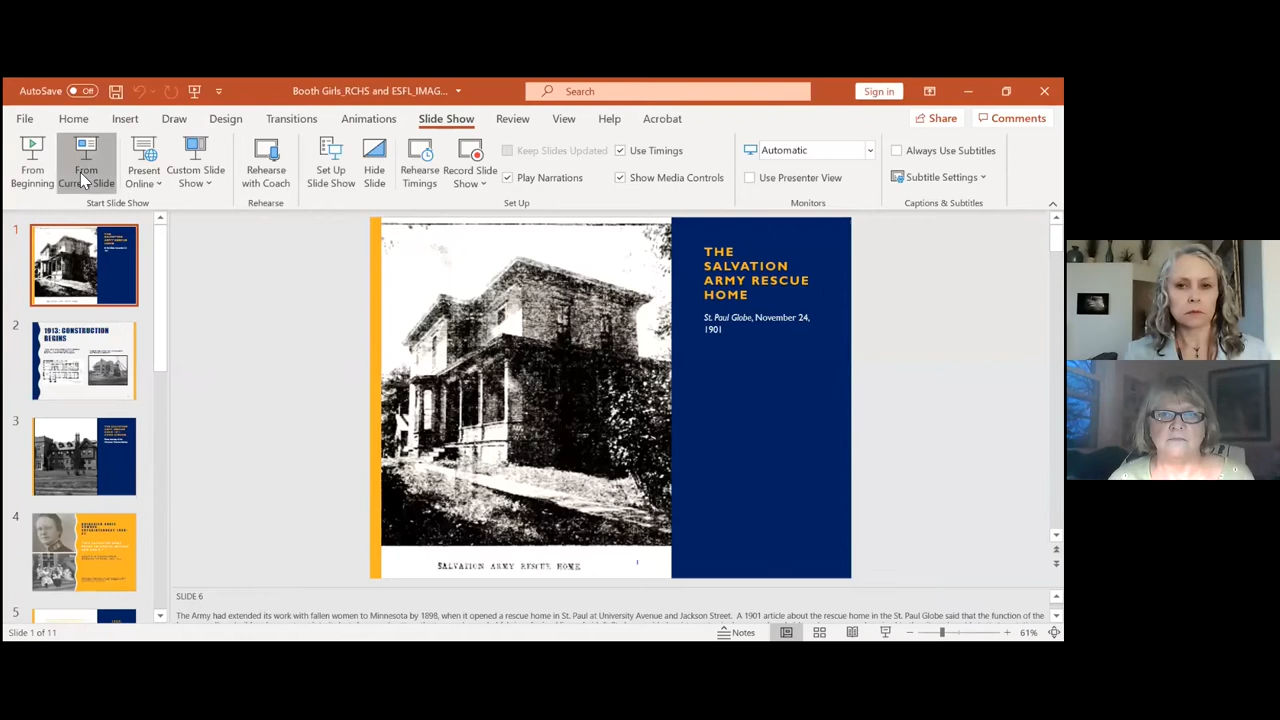 AutoSave Off Booth Girls_RCHS and ESFL_IMAG... Search Sign in
File Home Insert Draw Design Transitions Animations Slide Show Review View Help Acrobat Share Comments
From Beginning
From Current Slide
Present Online
Custom Slide Show
Rehearse with Coach
Set Up Slide Show
Hide Slide
Rehearse Timings
Record Slide Show
Keep Slides Updated Use Timings
Play Narrations Show Media Controls
Automatic
Use Presenter View
Always Use Subtitles
Subtitle Settings
Start Slide Show Rehearse Set Up Monitors Captions & Subtitles
1
2
1913: CONSTRUCTION
BEGINS
3
4
5
THE
SALVATION
ARMY RESCUE
HOME
St. Paul Globe, November 24,
1901
SALVATION ARMY RESCUE HOME
1
SLIDE 6
The Army had extended its work with fallen women to Minnesota by 1898, when it opened a rescue home in St. Paul at University Avenue and Jackson Street. A 1901 article about the rescue home in the St. Paul Globe said that the function of the
Slide 1 of 11 Notes 61%